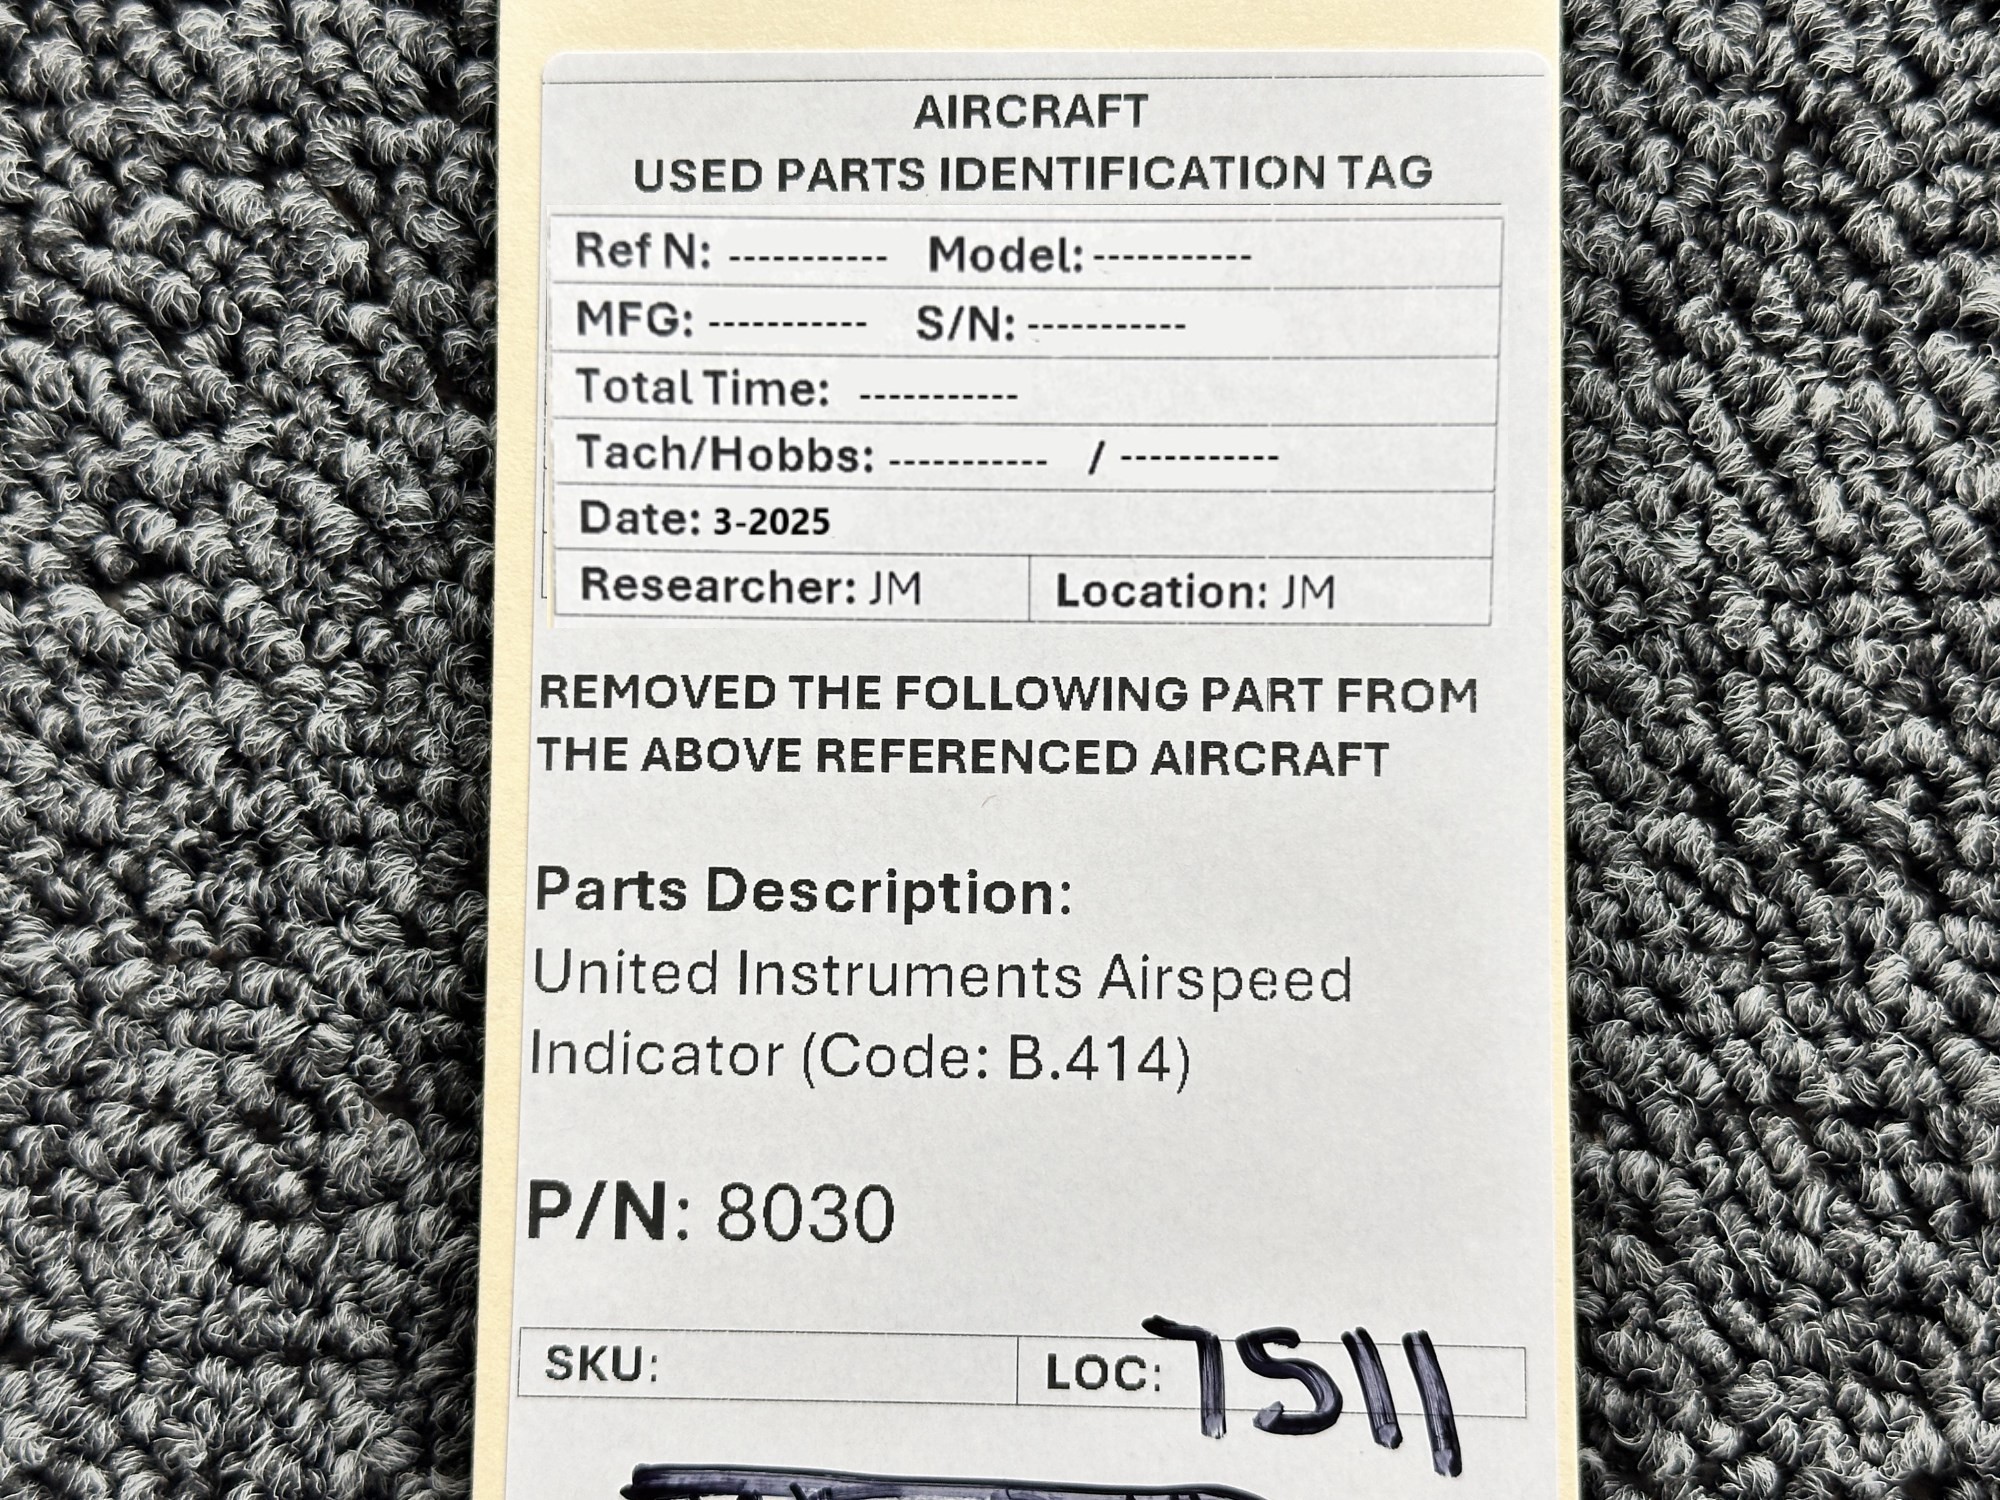 AIRCRAFT
USED PARTS IDENTIFICATION TAG
Ref N: ----------- Model: -----------
MFG: ----------- S/N: -----------
Total Time: -----------
Tach/Hobbs: ----------- / -----------
Date: 3-2025
Researcher: JM Location: JM
REMOVED THE FOLLOWING PART FROM
THE ABOVE REFERENCED AIRCRAFT
Parts Description:
United Instruments Airspeed
Indicator (Code: B.414)
P/N: 8030
SKU: LOC: 7511